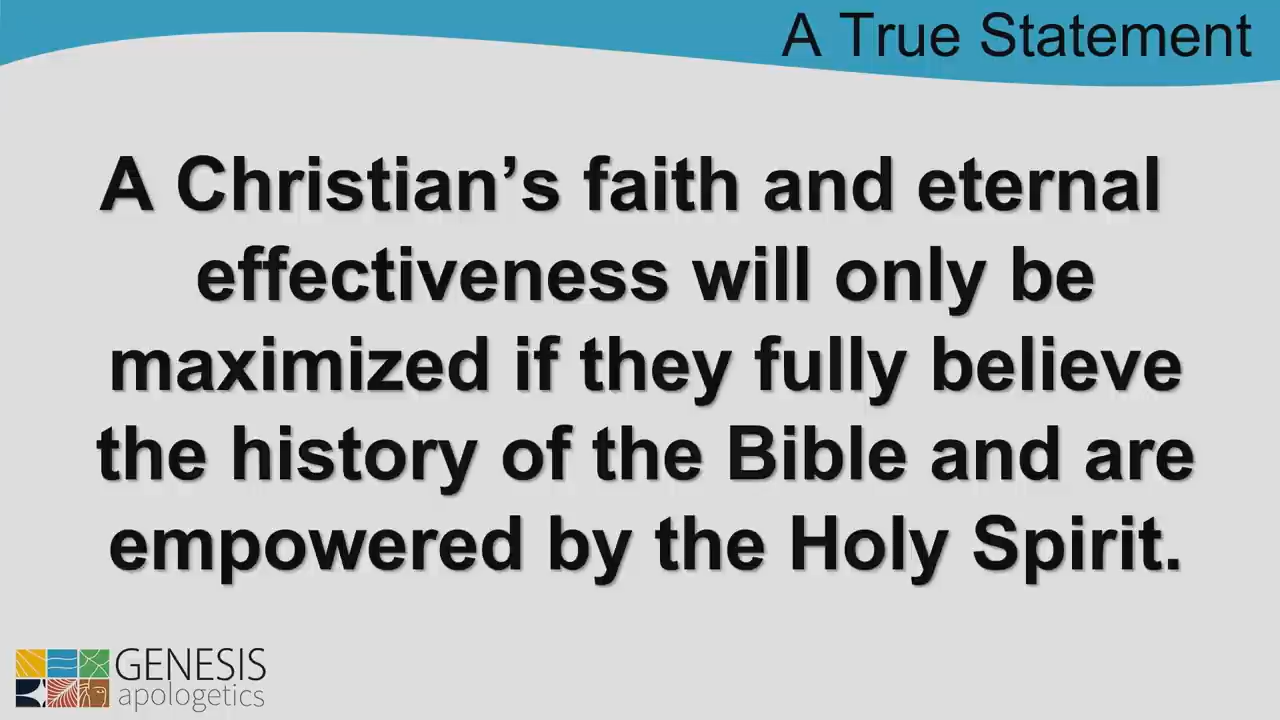 A True Statement
A Christian’s faith and eternal
effectiveness will only be
maximized if they fully believe
the history of the Bible and are
empowered by the Holy Spirit.
GENESIS
apologetics